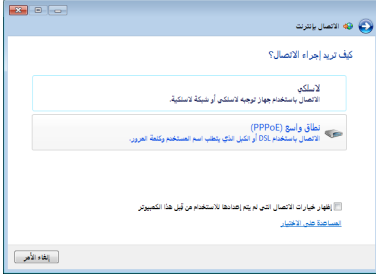 الاتصال بإنترنت
كيف تريد إجراء الاتصال؟
لاسلكي
الاتصال باستخدام جهاز توجيه لاسلكي أو شبكة لاسلكية.
نطاق واسع (PPPoE)
الاتصال باستخدام DSL أو الكبل الذي يتطلب اسم المستخدم وكلمة المرور.
إظهار خيارات الاتصال التي لم يتم إعدادها للاستخدام من قبل هذا الكمبيوتر
المساعدة على الاختيار
إلغاء الأمر